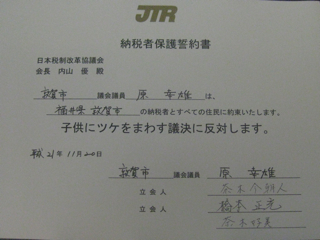 JTR
納税者保護誓約書
日本税制改革協議会
会長 内山 優 殿
敦賀市 議会議員 原 幸雄 は、
福井県 敦賀市 の納税者とすべての住民に約束いたします。
子供にツケをまわす議決に反対します。
平成 21年 11月20日
敦賀市 議会議員 原 幸雄
立会人
立会人 橋本 正
立会人